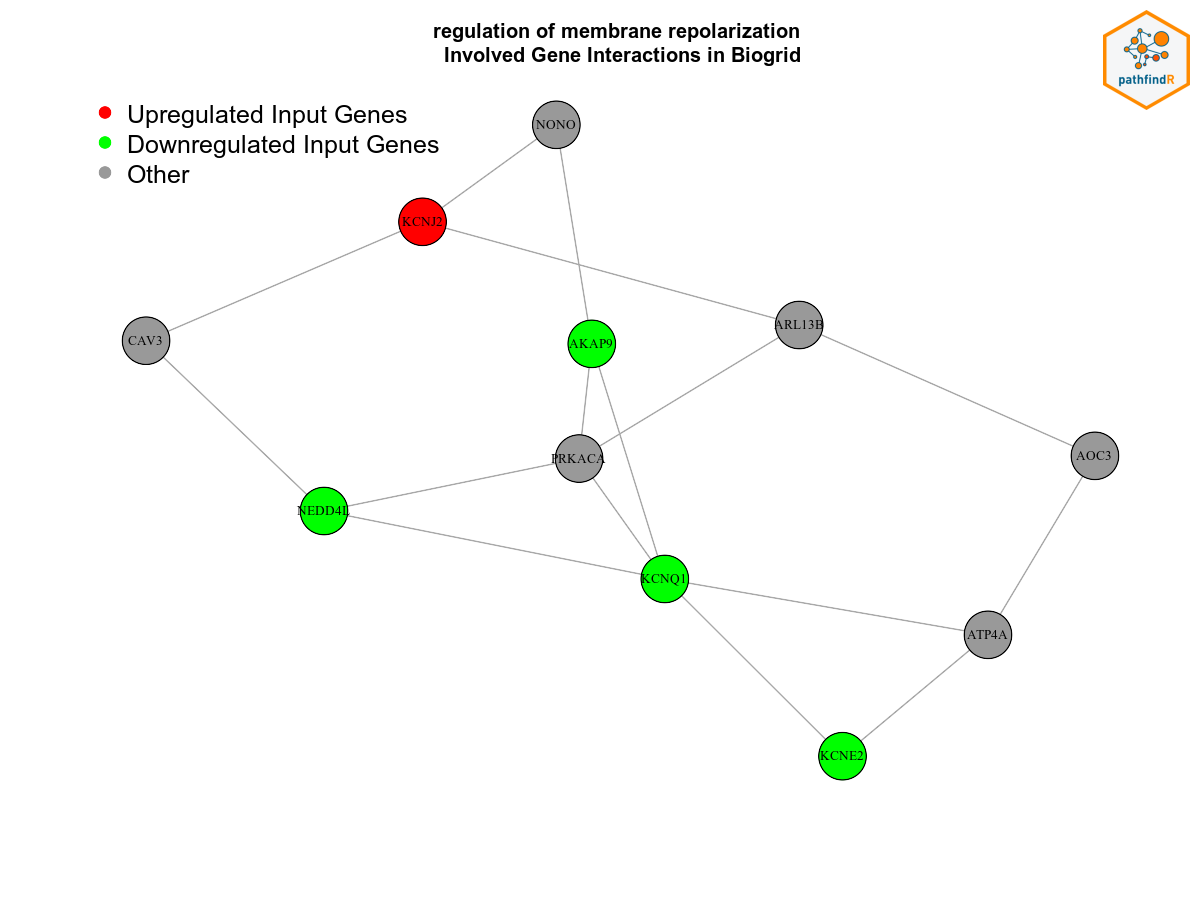 regulation of membrane repolarization
Involved Gene Interactions in Biogrid
pathfindR
Upregulated Input Genes
Downregulated Input Genes
Other
NONO
KCNJ2
ARL13B
CAV3
AKAP9
PRKACA
AOC3
NEDD4L
KCNQ1
ATP4A
KCNE2